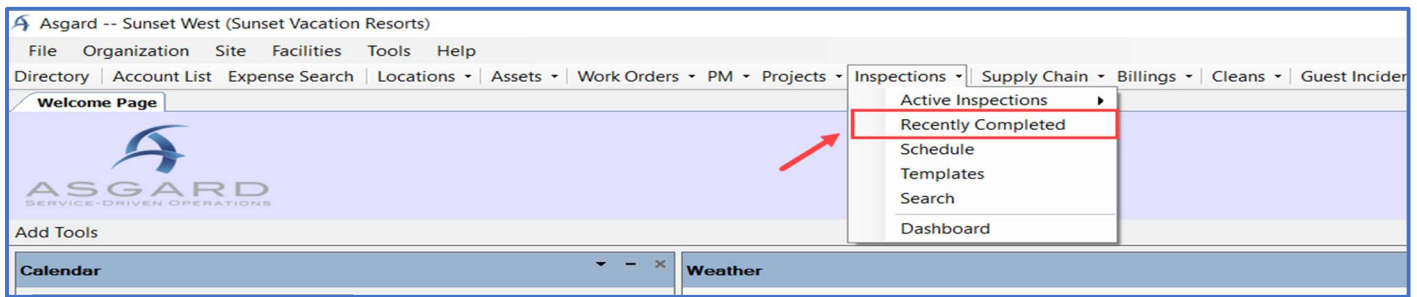 Asgard -- Sunset West (Sunset Vacation Resorts)
File Organization Site Facilities Tools Help
Directory Account List Expense Search Locations Assets Work Orders PM Projects Inspections Supply Chain Billings Cleans Guest Incider
Welcome Page
Active Inspections
Recently Completed
Schedule
Templates
Search
Dashboard
ASGARD
SERVICE-DRIVEN OPERATIONS
Add Tools
Calendar
Weather